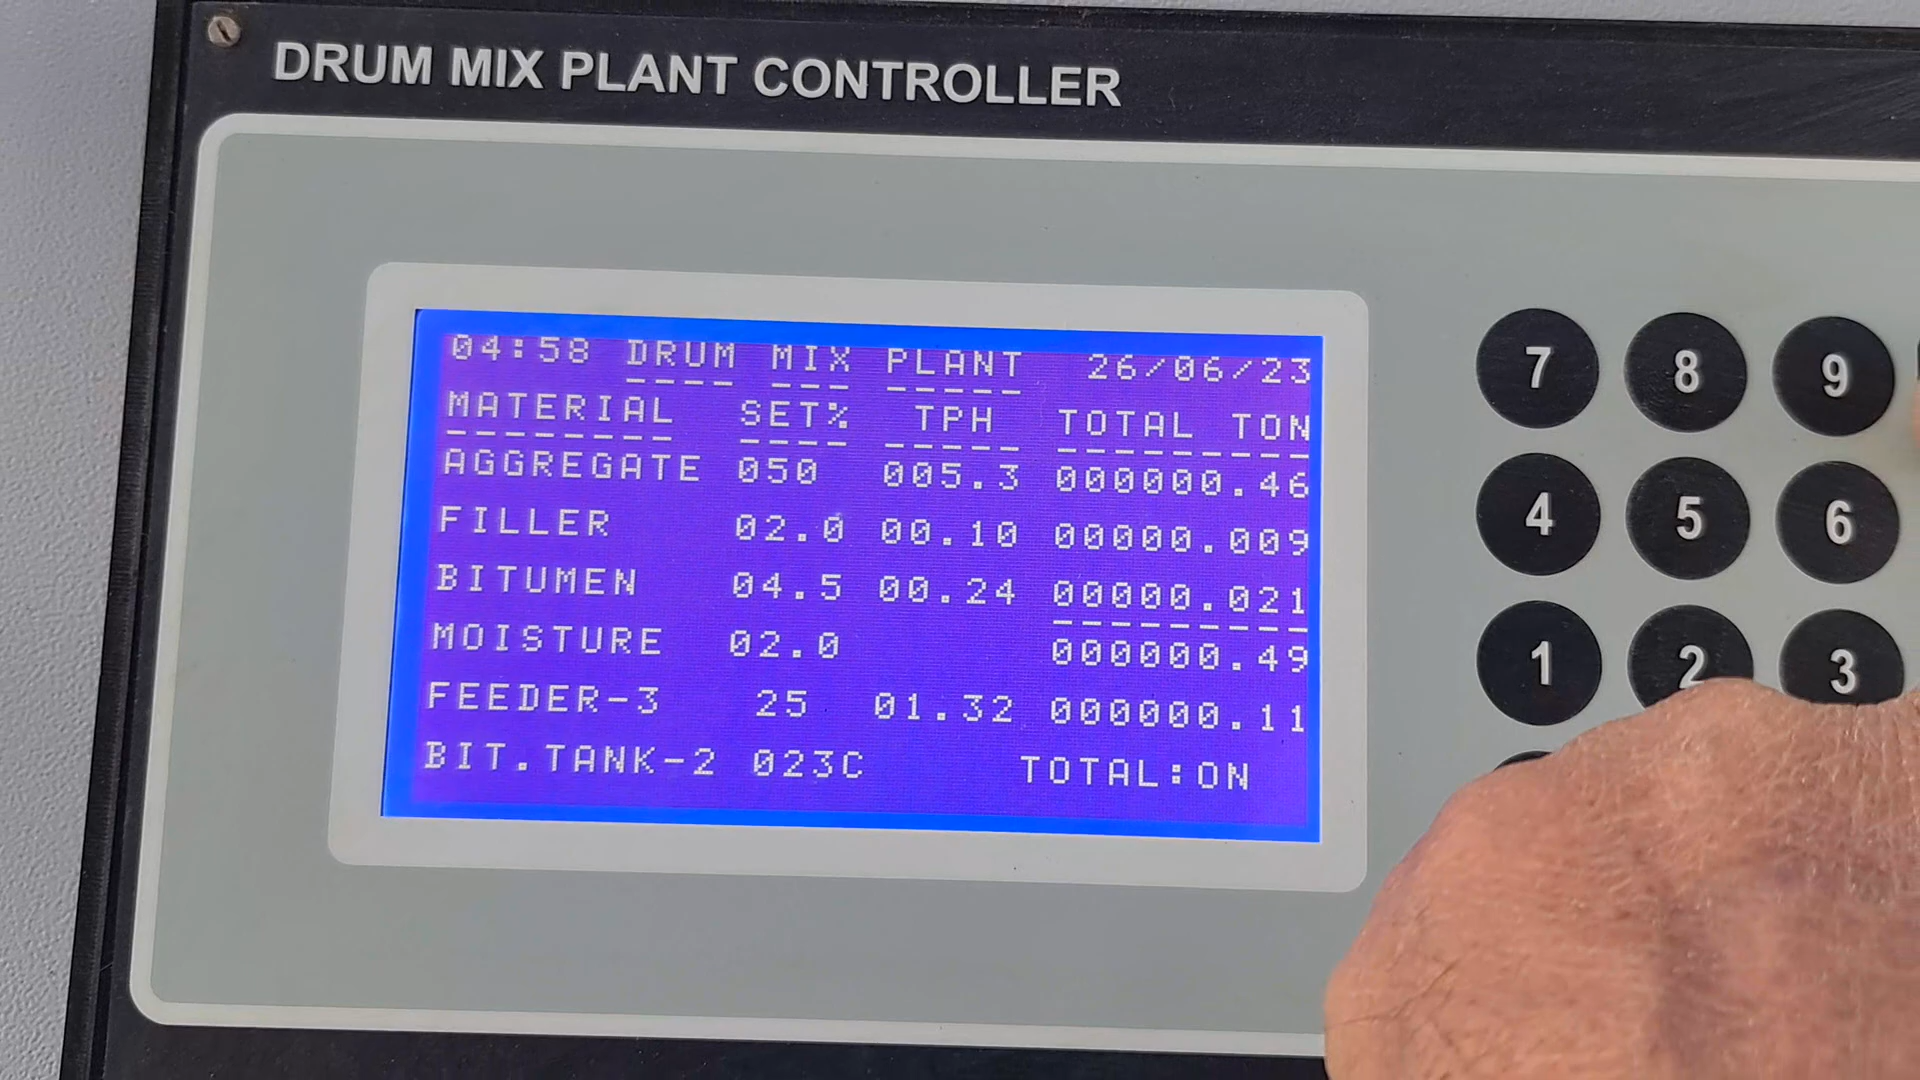 DRUM MIX PLANT CONTROLLER
04:58 DRUM MIX PLANT 26/06/23
MATERIAL SET% TPH TOTAL TON
AGGREGATE 050 005.3 000000.46
FILLER 02.0 00.10 00000.009
BITUMEN 04.5 00.24 00000.021
MOISTURE 02.0 000000.49
FEEDER-3 25 01.32 000000.11
BIT.TANK-2 023C TOTAL:ON
7 8 9
4 5 6
1 2 3